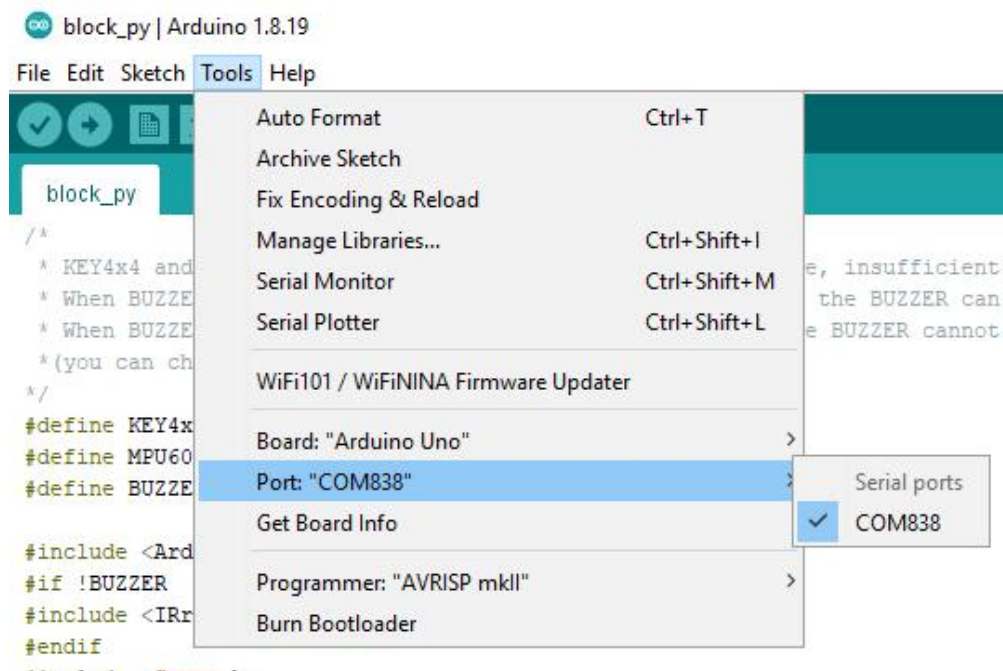 block_py | Arduino 1.8.19
File Edit Sketch Tools Help
Auto Format Ctrl+T
Archive Sketch
Fix Encoding & Reload
Manage Libraries... Ctrl+Shift+I
Serial Monitor Ctrl+Shift+M
Serial Plotter Ctrl+Shift+L
WiFi101 / WiFiNINA Firmware Updater
Board: "Arduino Uno"
Port: "COM838"
Get Board Info
Programmer: "AVRISP mkII"
Burn Bootloader
Serial ports
COM838
block_py
/*
* KEY4x4 and e, insufficient
* When BUZZE the BUZZER can
* When BUZZE e BUZZER cannot
*(you can ch
*/
#define KEY4x
#define MPU60
#define BUZZE
#include <Ard
#if !BUZZER
#include <IRr
#endif